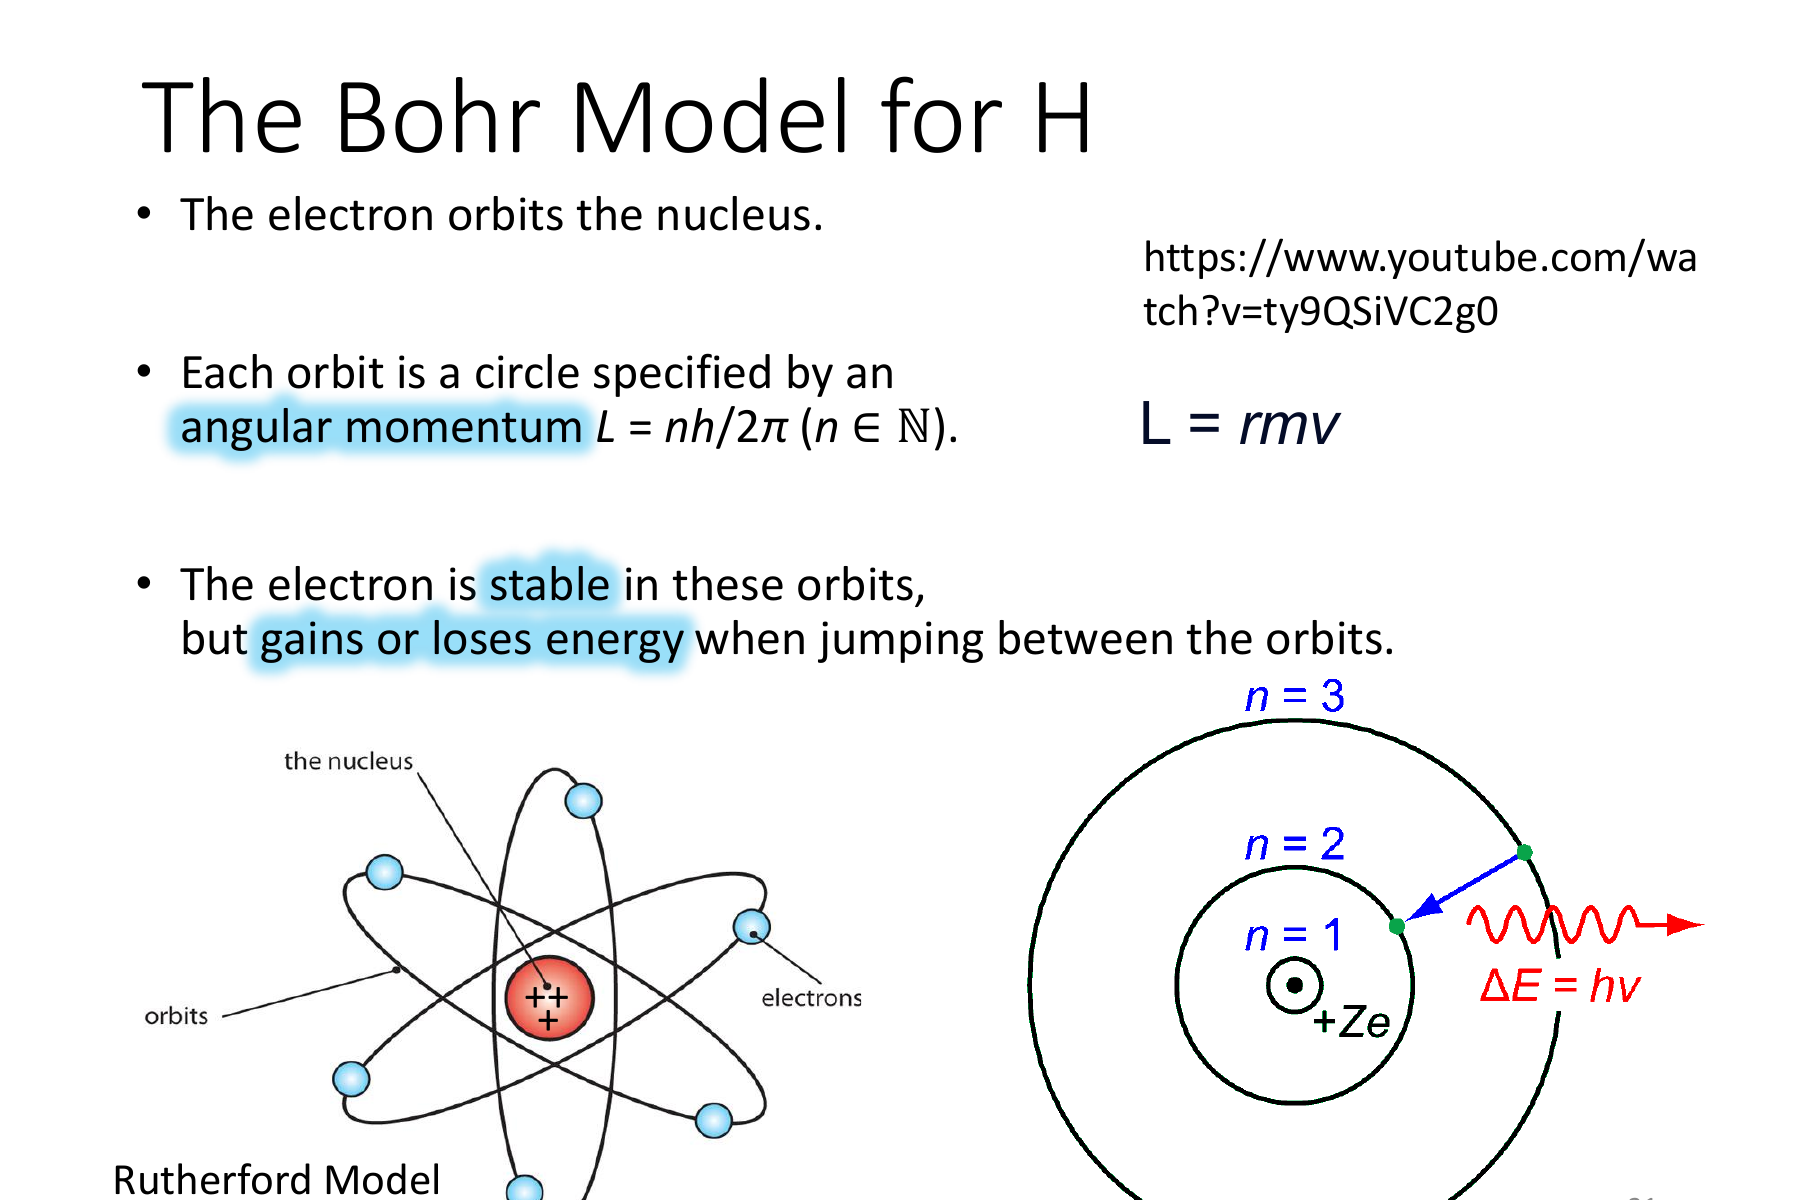 The Bohr Model for H
• The electron orbits the nucleus.
https://www.youtube.com/wa
tch?v=ty9QSiVC2g0
• Each orbit is a circle specified by an
angular momentum L = nh/2π (n ∈ ℕ).
L = rmv
• The electron is stable in these orbits,
but gains or loses energy when jumping between the orbits.
the nucleus
orbits
electrons
++
+
Rutherford Model
n = 3
n = 2
n = 1
+Ze
ΔE = hν